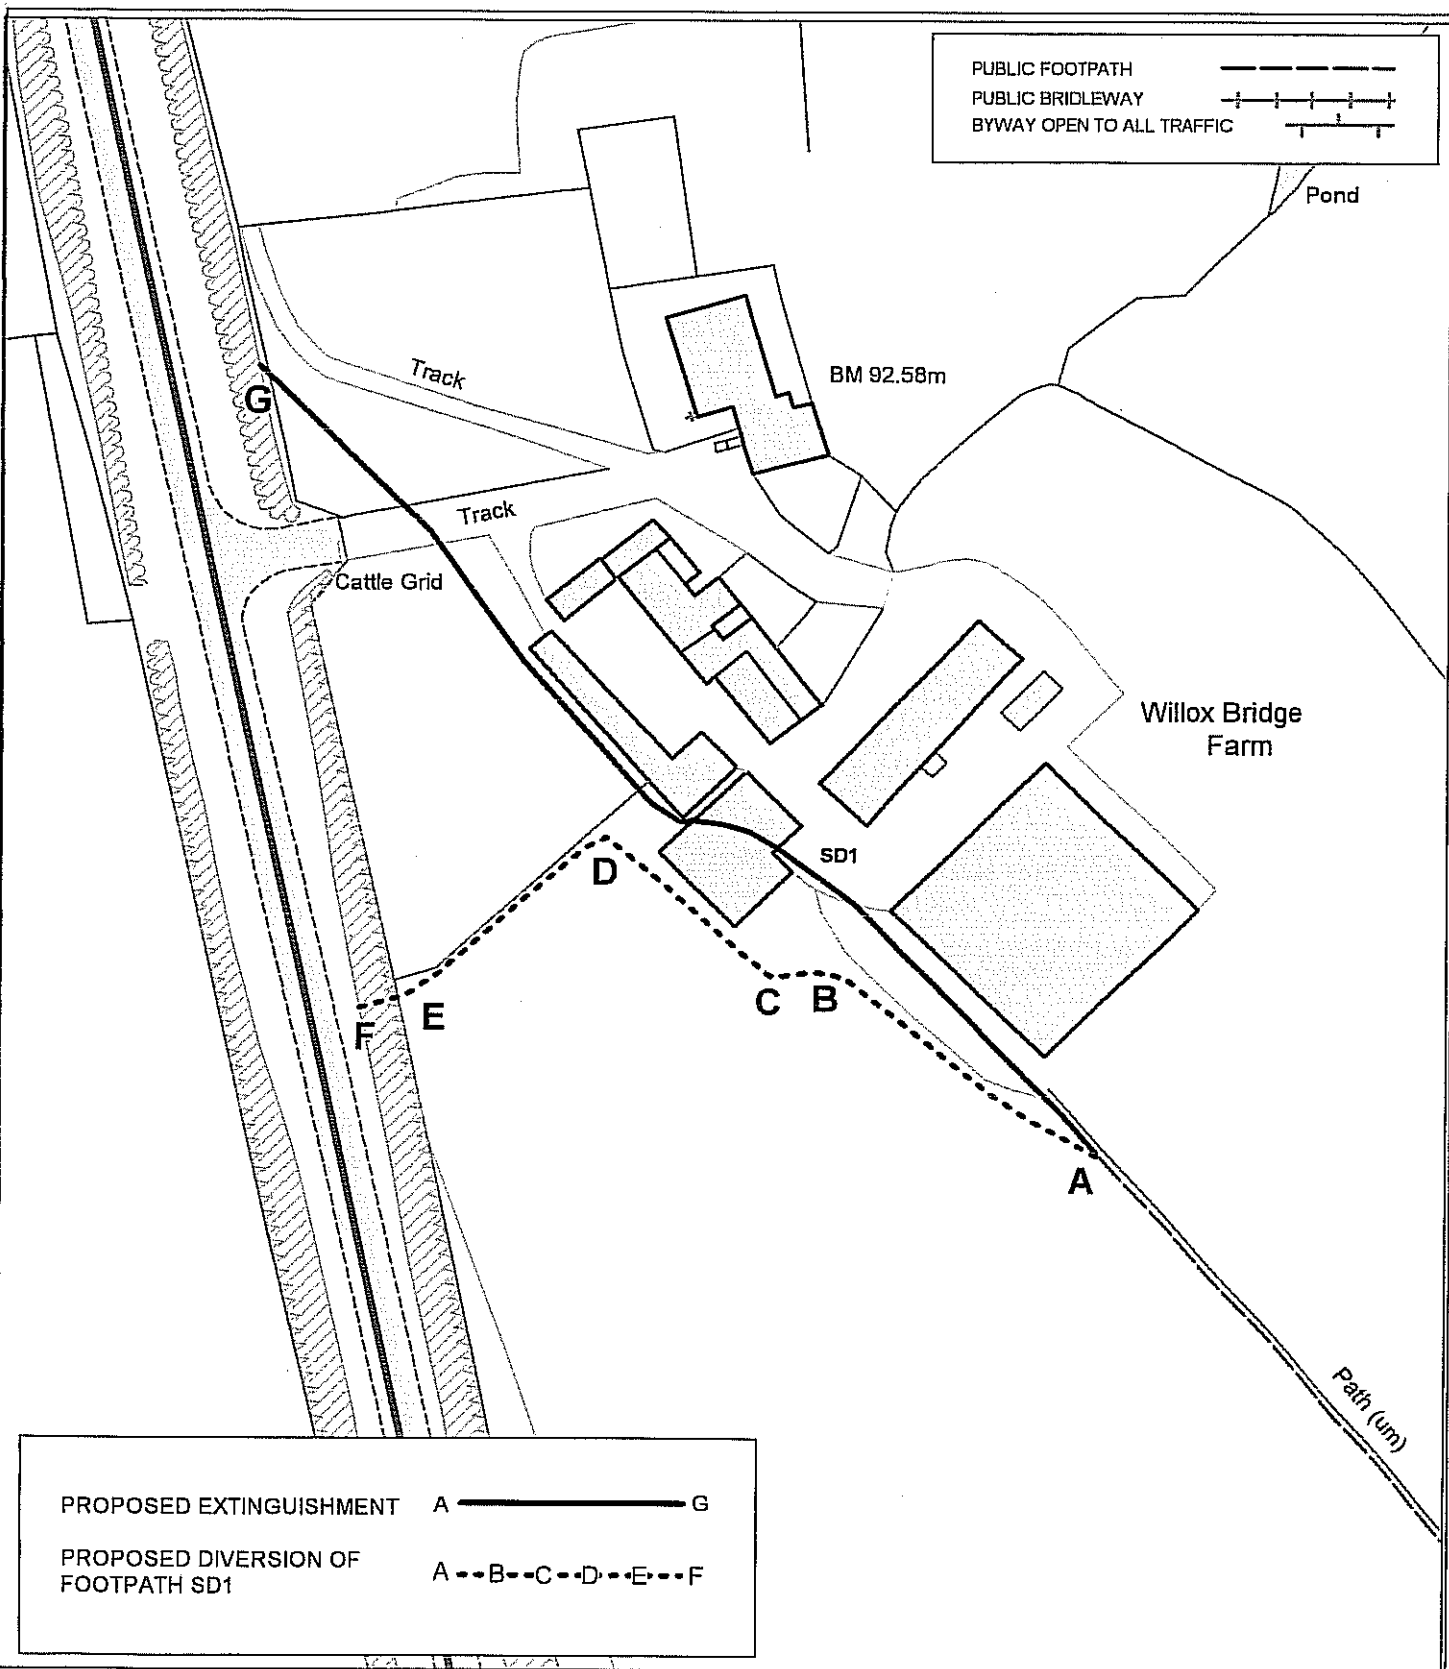 PUBLIC FOOTPATH
PUBLIC BRIDLEWAY
BYWAY OPEN TO ALL TRAFFIC
Pond
Track
BM 92.58m
G
Track
Cattle Grid
Willox Bridge
Farm
SD1
D
C
B
E
F
A
Path (um)
PROPOSED EXTINGUISHMENT A G
PROPOSED DIVERSION OF
FOOTPATH SD1
A B C D E F